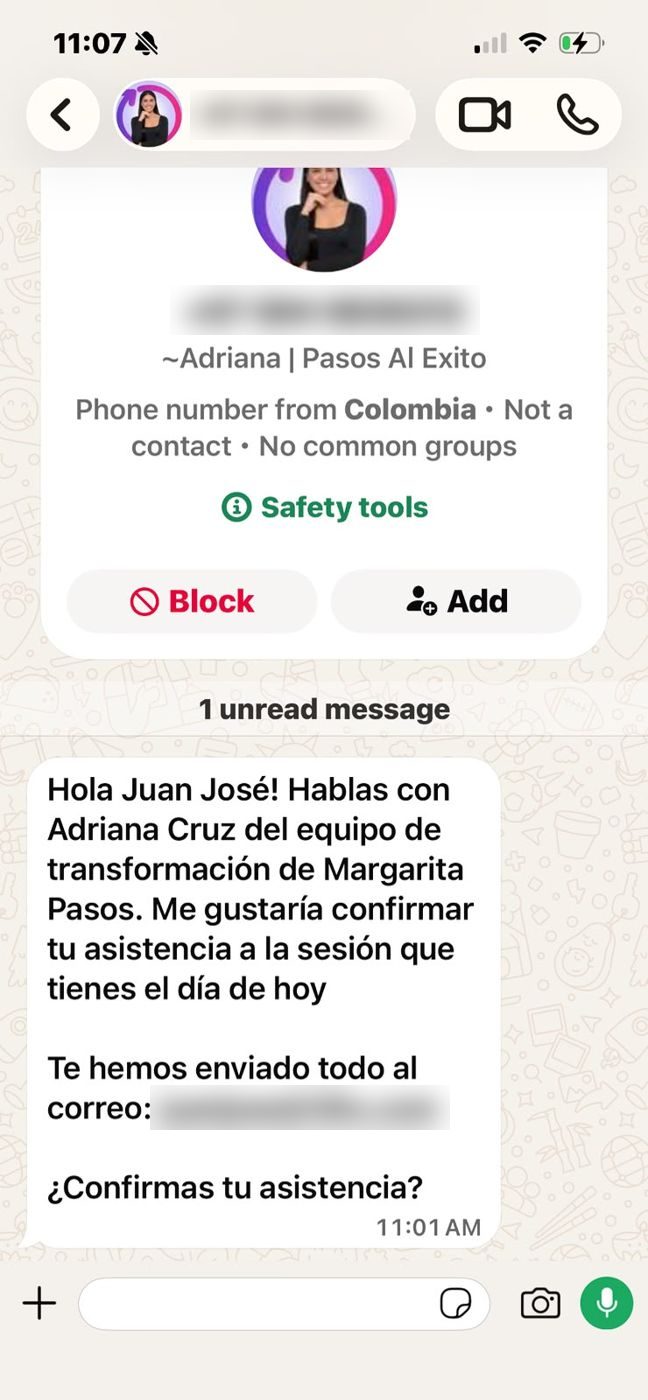 11:07
~Adriana | Pasos Al Exito
Phone number from Colombia • Not a
contact • No common groups
Safety tools
Block
Add
1 unread message
Hola Juan José! Hablas con
Adriana Cruz del equipo de
transformación de Margarita
Pasos. Me gustaría confirmar
tu asistencia a la sesión que
tienes el día de hoy
Te hemos enviado todo al
correo:
¿Confirmas tu asistencia?
11:01 AM